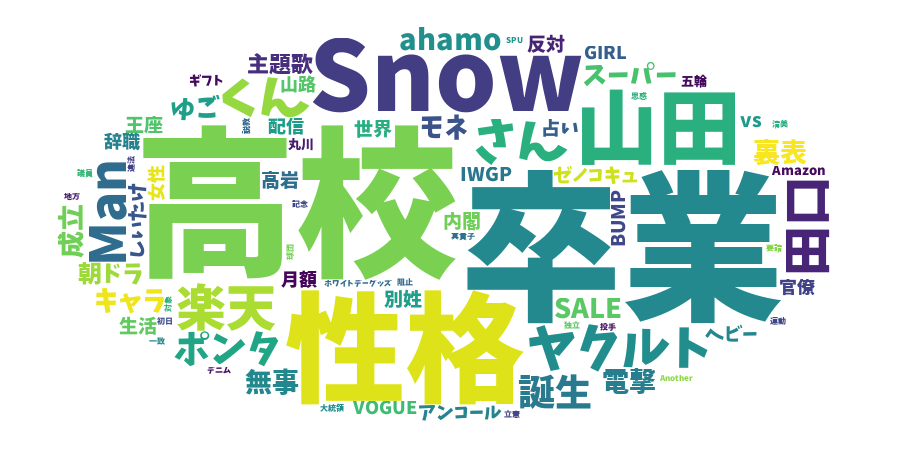 ahamo
SPU
反対
GIRL
主題歌
Snow
スーパー
五輪
ギフト
くん
山路
ゆご
思惑
山田
王座
配信
世界
モネ
さん
占い
VS
辞職
丸川
裏表
高校
Man
女性
高岩
IWGP
ゼノコキュ
Amazon
卒業
口田
しいたけ
地方
記念
BUMP
成立
内閣
真貴子
朝ドラ
月額
ホワイトデーグッズ
阻止
官僚
キャラ
楽天
性格
別姓
SALE
生活
初日
独立
投手
運動
ヤクルト
ヘビー
一致
ポンタ
テニム
無事
誕生
電撃
Another
大統領
VOGUE
アンコール
立憲
違法